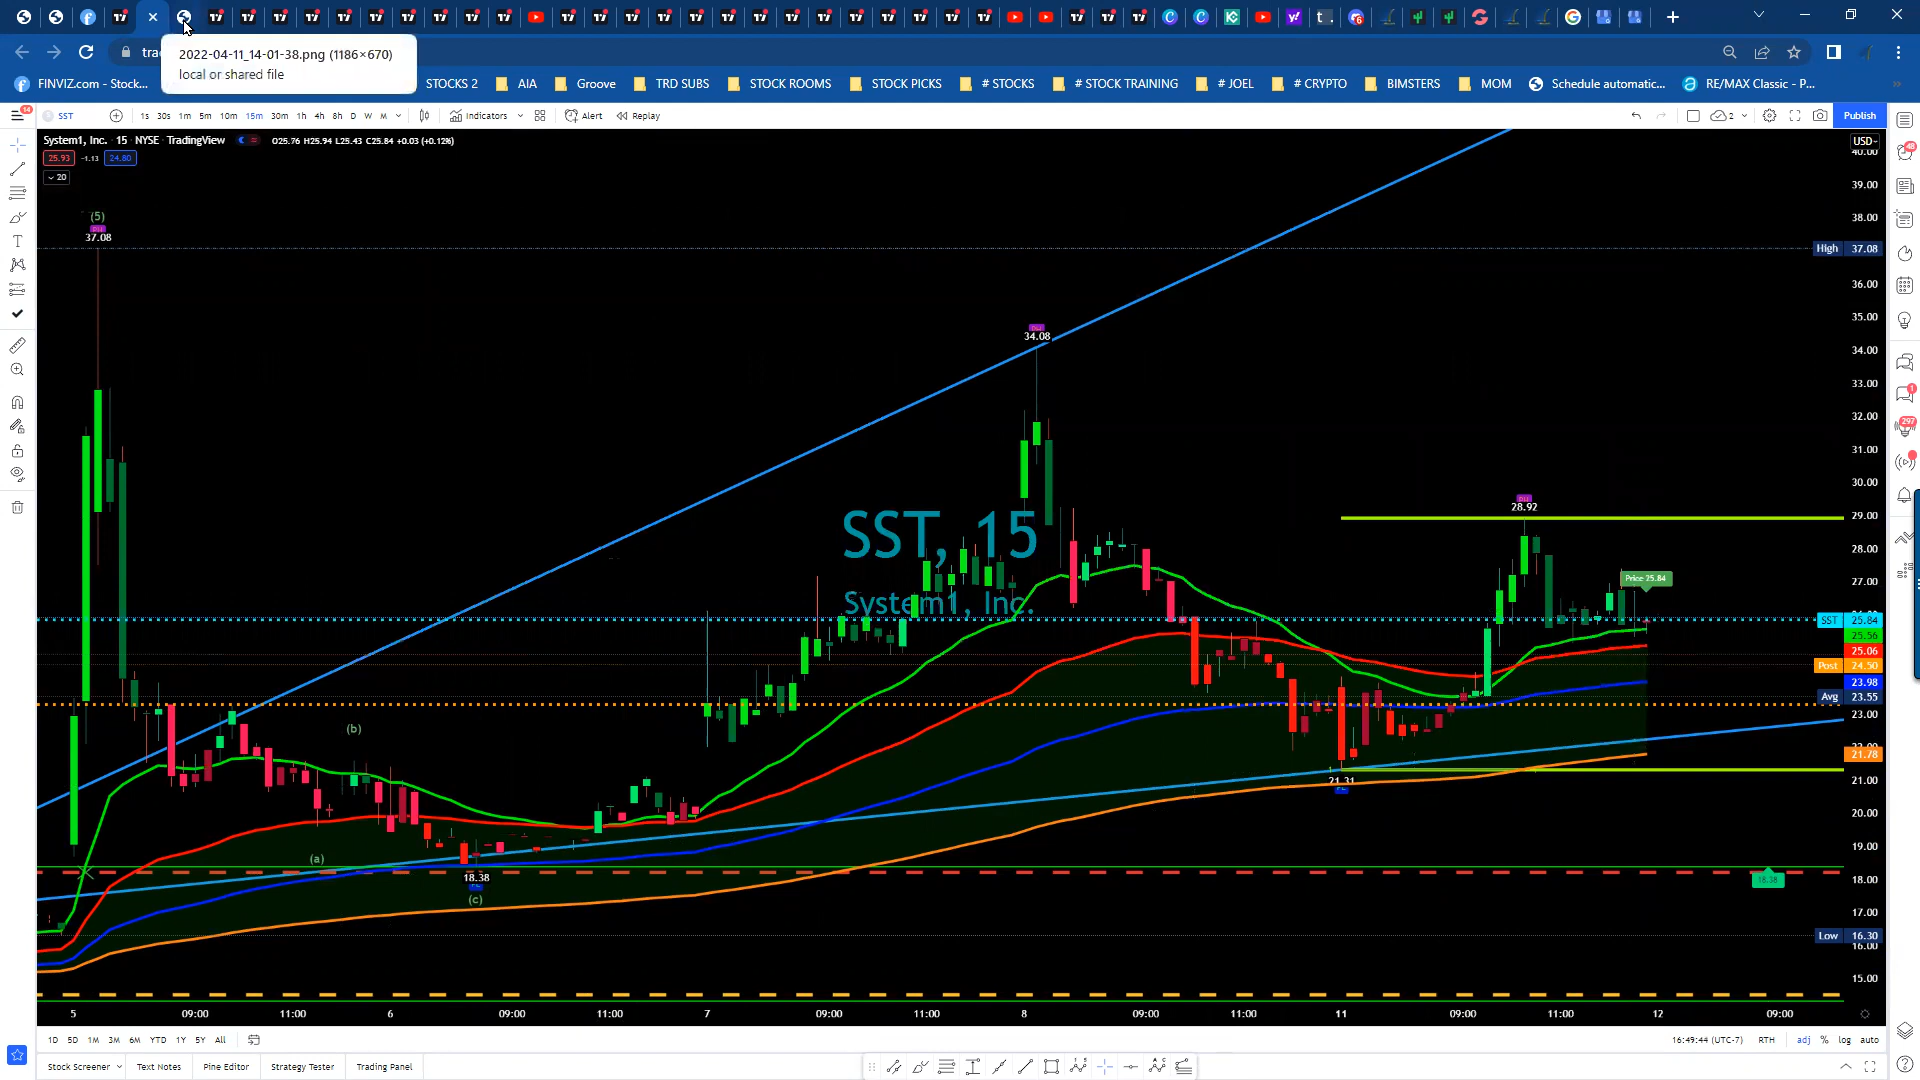 2022-04-11_14-01-38.png (1186×670)
local or shared file
FINVIZ.com - Stock...
STOCKS 2
AIA
Groove
TRD SUBS
STOCK ROOMS
STOCK PICKS
# STOCKS
# STOCK TRAINING
# JOEL
# CRYPTO
BIMSTERS
MOM
Schedule automatic...
RE/MAX Classic - P...
14
SST
1s 30s 1m 5m 10m 15m 30m 1h 4h 8h D W M
Indicators
Alert
Replay
2
Publish
System1, Inc. · 15 · NYSE · TradingView
O25.76 H25.94 L25.43 C25.84 +0.03 (+0.12%)
USD
25.93 -1.13 24.80
20
40.00
39.00
38.00
High 37.08
36.00
35.00
34.00
33.00
32.00
31.00
30.00
29.00
28.00
27.00
SST 25.84
25.56
25.06
Post 24.50
23.98
Avg 23.55
23.00
22.00
21.78
21.00
20.00
19.00
18.00
17.00
Low 16.30
16.00
15.00
(5)
37.08
34.08
28.92
Price 25.84
SST, 15
System1, Inc.
(b)
(a)
18.38
(c)
21.31
18.38
48
1
297
5 09:00 11:00 6 09:00 11:00 7 09:00 11:00 8 09:00 11:00 11 09:00 11:00 12 09:00
1D 5D 1M 3M 6M YTD 1Y 5Y All
16:49:44 (UTC-7) RTH adj % log auto
Stock Screener
Text Notes
Pine Editor
Strategy Tester
Trading Panel